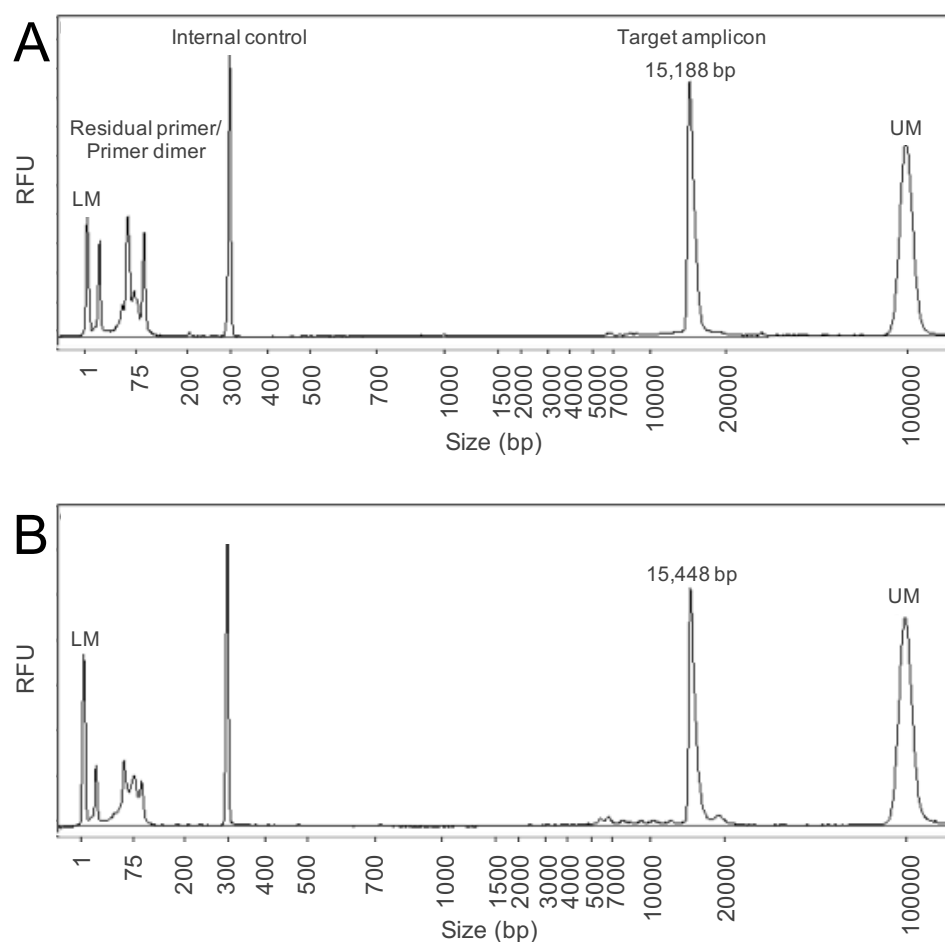 A
Internal control
Target amplicon
15,188 bp
Residual primer/
Primer dimer
UM
LM
RFU
1 75 200 300 400 500 700 1000 1500 2000 3000 4000 5000 7000 10000 20000 100000
Size (bp)
B
15,448 bp
UM
LM
RFU
1 75 200 300 400 500 700 1000 1500 2000 3000 4000 5000 7000 10000 20000 100000
Size (bp)